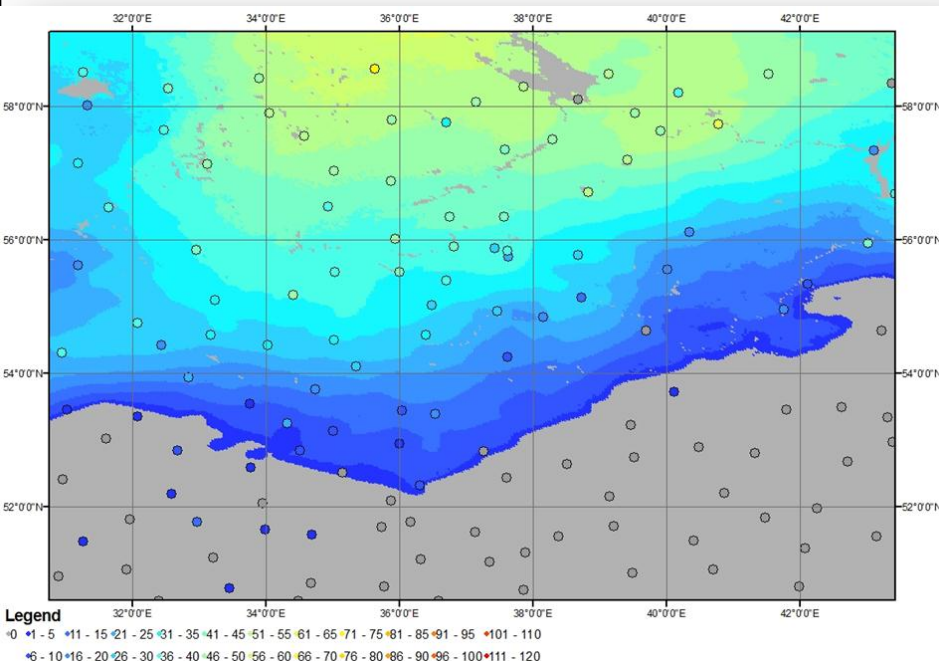 32°0'0"E 34°0'0"E 36°0'0"E 38°0'0"E 40°0'0"E 42°0'0"E
58°0'0"N 58°0'0"N
56°0'0"N 56°0'0"N
54°0'0"N 54°0'0"N
52°0'0"N 52°0'0"N
32°0'0"E 34°0'0"E 36°0'0"E 38°0'0"E 40°0'0"E 42°0'0"E
Legend
0 1 - 5 11 - 15 21 - 25 31 - 35 41 - 45 51 - 55 61 - 65 71 - 75 81 - 85 91 - 95 101 - 110
6 - 10 16 - 20 26 - 30 36 - 40 46 - 50 56 - 60 66 - 70 76 - 80 86 - 90 96 - 100 111 - 120